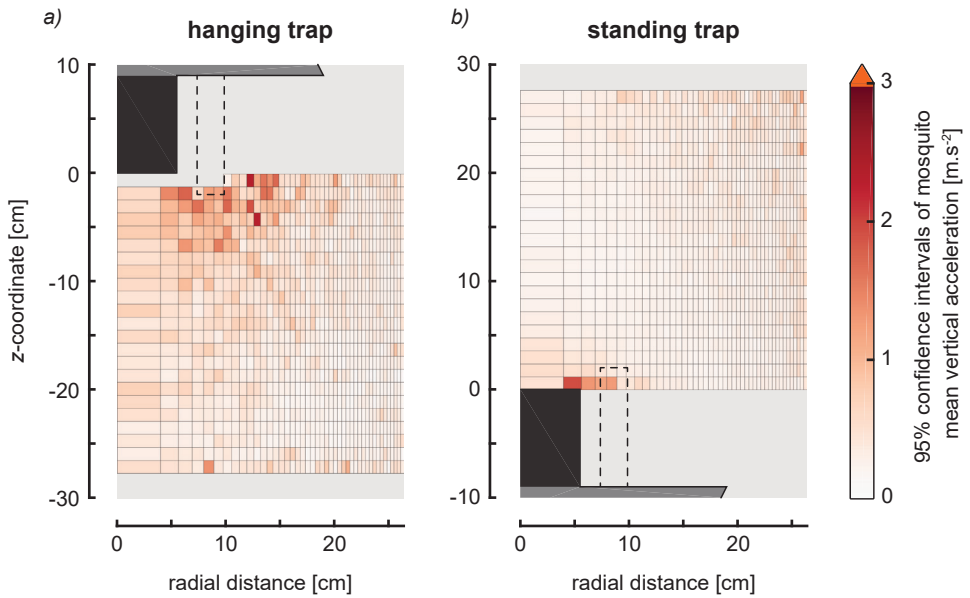 a)
hanging trap
10
0
-10
-20
-30
z-coordinate [cm]
0
10
20
radial distance [cm]
b)
standing trap
30
20
10
0
-10
0
10
20
radial distance [cm]
3
2
1
0
95% confidence intervals of mosquito
mean vertical acceleration [m.s⁻²]